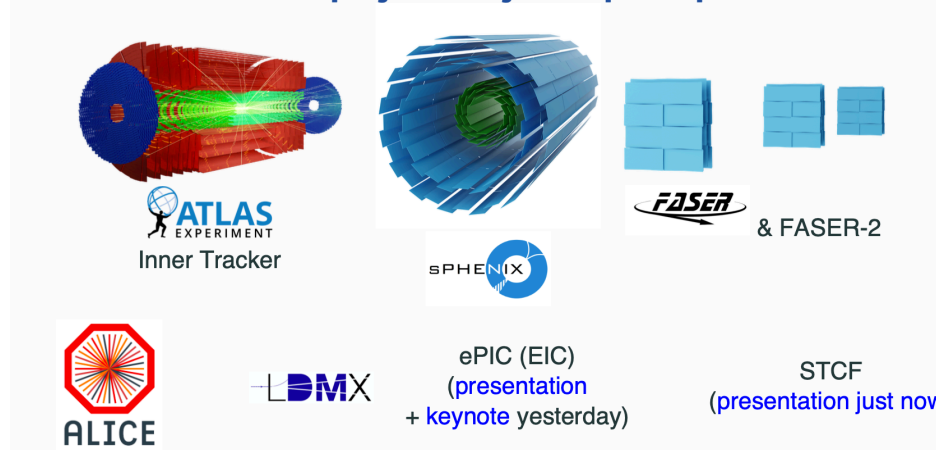 ATLAS
EXPERIMENT
Inner Tracker
FASER
& FASER-2
sPHENIX
ALICE
LDMX
ePIC (EIC)
(presentation
+ keynote yesterday)
STCF
(presentation just now